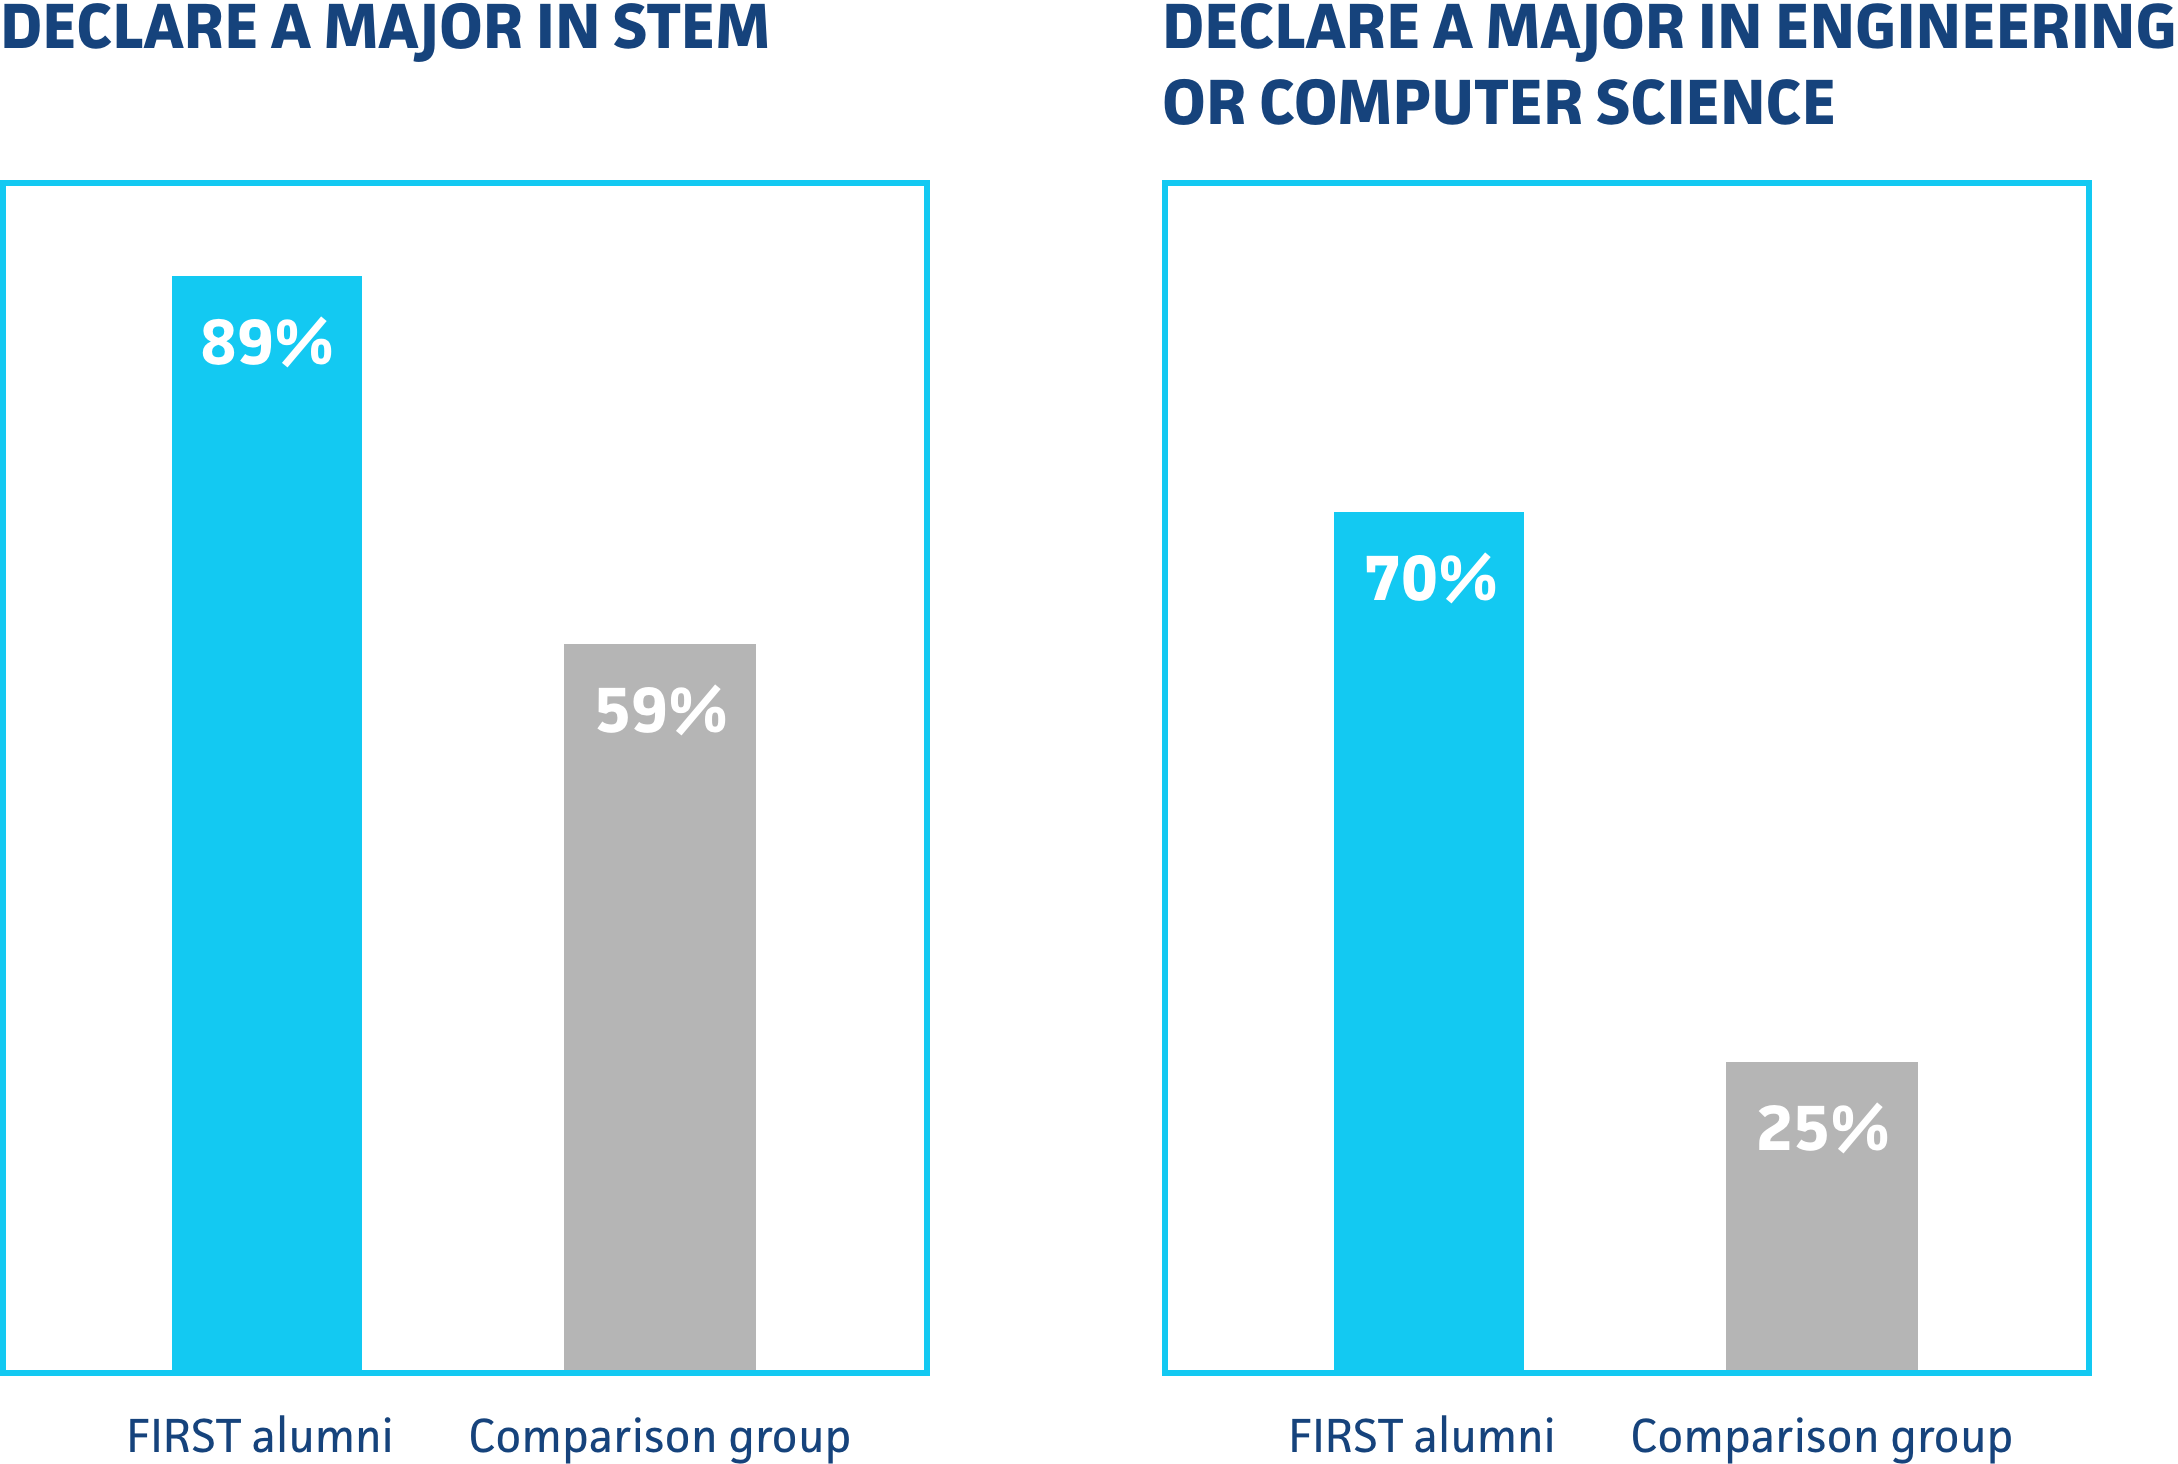 DECLARE A MAJOR IN STEM
89%
59%
FIRST alumni
Comparison group
DECLARE A MAJOR IN ENGINEERING
OR COMPUTER SCIENCE
70%
25%
FIRST alumni
Comparison group